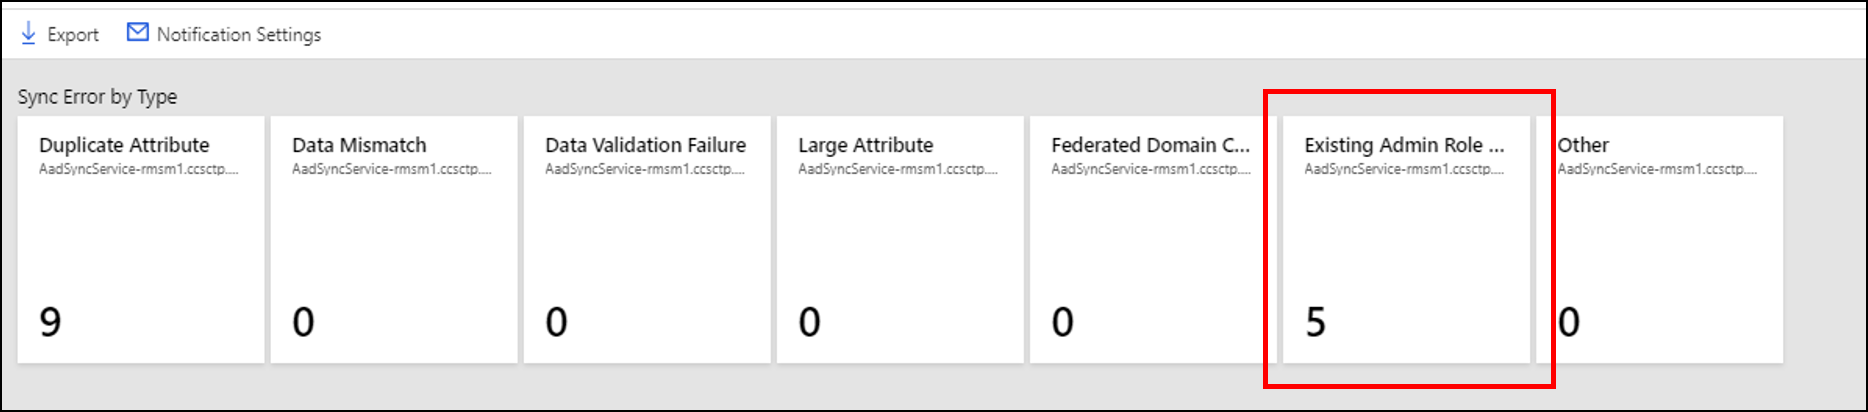 Export Notification Settings
Sync Error by Type
Duplicate Attribute
AadSyncService-rmsm1.ccsctp....
9
Data Mismatch
AadSyncService-rmsm1.ccsctp....
0
Data Validation Failure
AadSyncService-rmsm1.ccsctp....
0
Large Attribute
AadSyncService-rmsm1.ccsctp....
0
Federated Domain C...
AadSyncService-rmsm1.ccsctp....
0
Existing Admin Role ...
AadSyncService-rmsm1.ccsctp....
5
Other
AadSyncService-rmsm1.ccsctp....
0